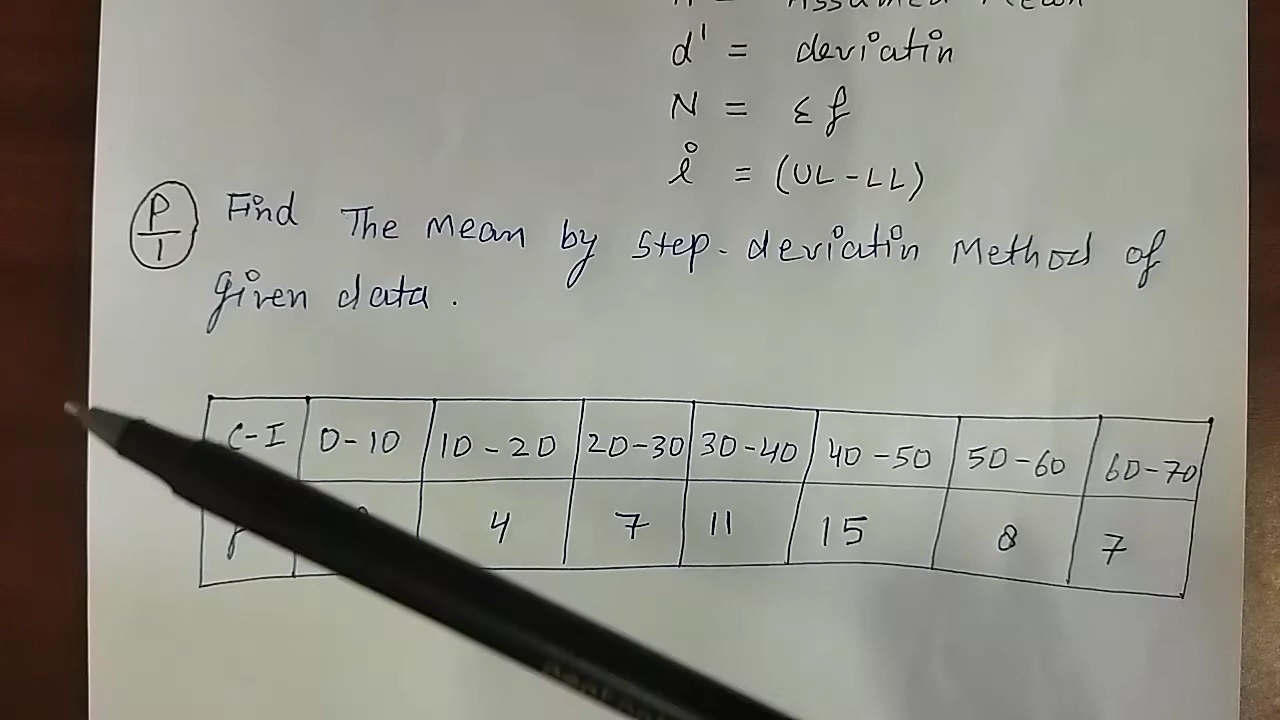 d' = deviatin
N = Σf
i = (UL-LL)
P/1 Find The Mean by Step-deviatin Method of
given data.
C-I 0-10 10-20 20-30 30-40 40-50 50-60 60-70
4 7 11 15 8 7